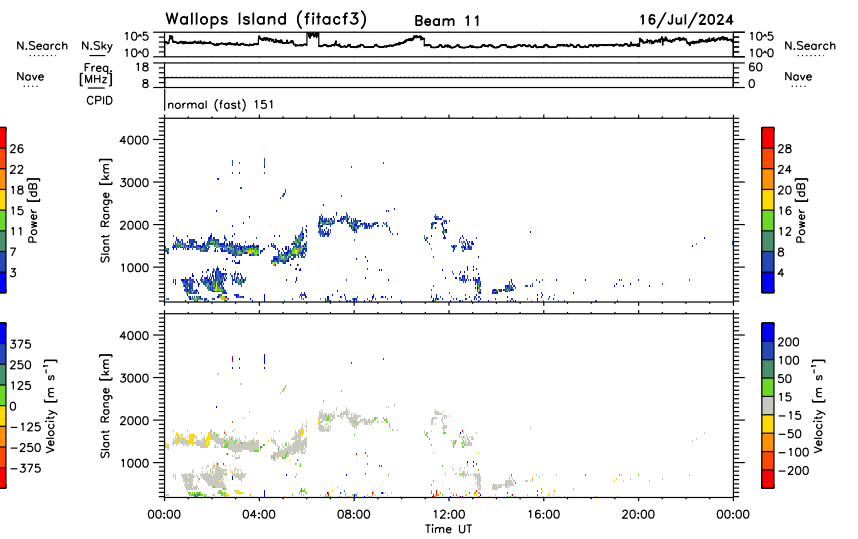 Wallops Island (fitacf3) Beam 11 16/Jul/2024
N.Search N.Sky 10^5 10^5 N.Search
10^0 10^0
Nave Freq. [MHz] 18 60 Nave
8 0
CPID normal (fast) 151
Power [dB] 26 22 18 15 11 7 3
Slant Range [km] 4000 3000 2000 1000
Power [dB] 28 24 20 16 12 8 4
Velocity [m s⁻¹] 375 250 125 0 −125 −250 −375
Slant Range [km] 4000 3000 2000 1000
Velocity [m s⁻¹] 200 100 50 15 −15 −50 −100 −200
00:00 04:00 08:00 12:00 16:00 20:00 00:00
Time UT